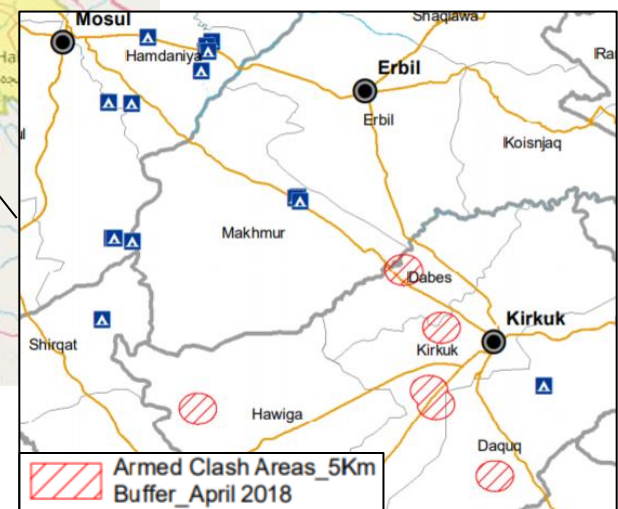 Mosul
Shaqlawa
Hamdaniya
Erbil
Erbil
Koisnjaq
Makhmur
Dabes
Kirkuk
Kirkuk
Shirqat
Hawiga
Daquq
Armed Clash Areas_5Km
Buffer_April 2018